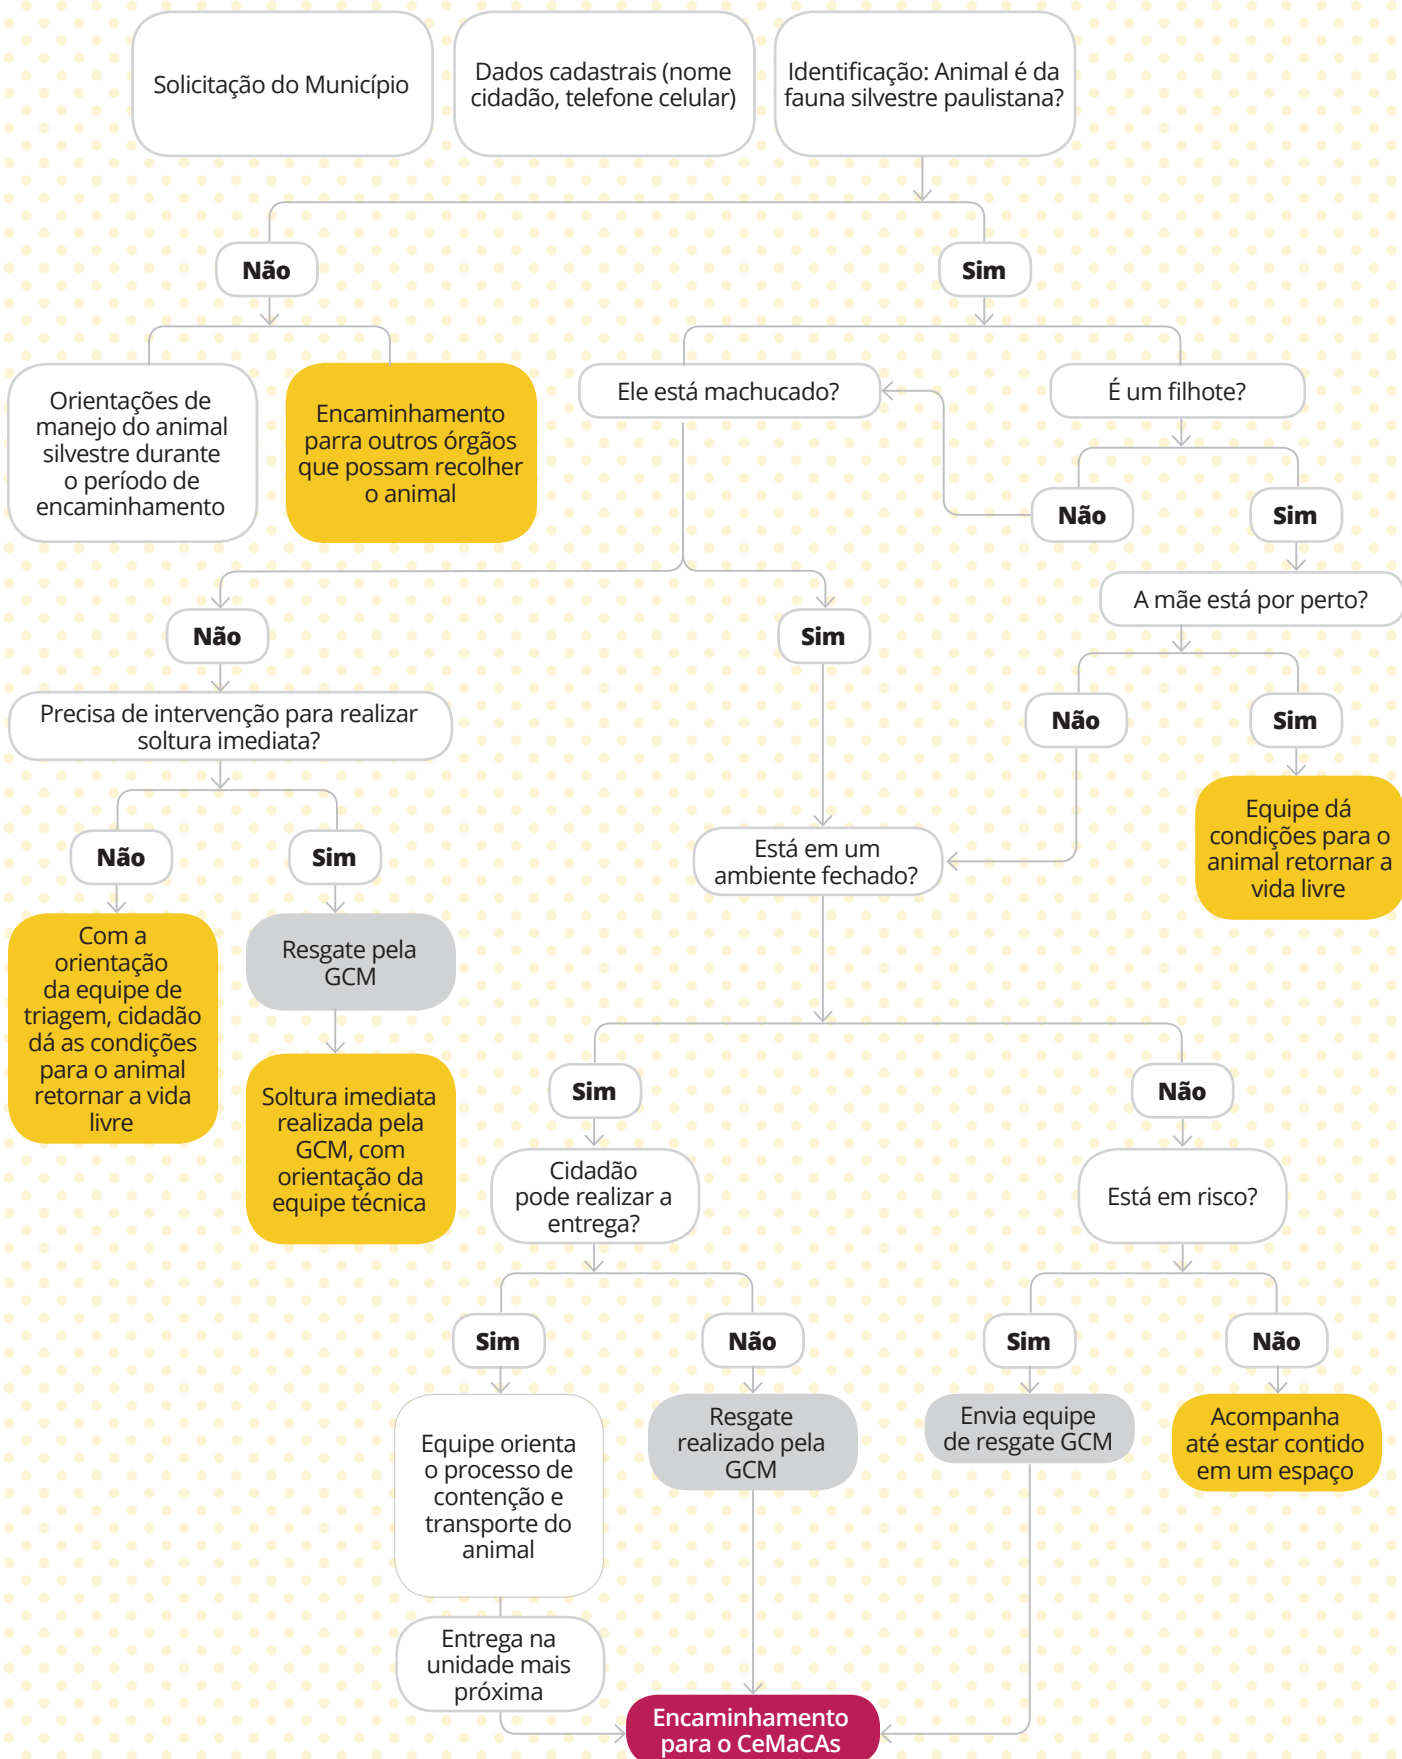 Solicitação do Município
Dados cadastrais (nome
cidadão, telefone celular)
Identificação: Animal é da
fauna silvestre paulistana?
Não
Sim
Orientações de
manejo do animal
silvestre durante
o período de
encaminhamento
Encaminhamento
parra outros órgãos
que possam recolher
o animal
Ele está machucado?
É um filhote?
Não
Sim
A mãe está por perto?
Não
Sim
Não
Sim
Precisa de intervenção para realizar
soltura imediata?
Equipe dá
condições para o
animal retornar a
vida livre
Está em um
ambiente fechado?
Não
Sim
Com a
orientação
da equipe de
triagem, cidadão
dá as condições
para o animal
retornar a vida
livre
Resgate pela
GCM
Soltura imediata
realizada pela
GCM, com
orientação da
equipe técnica
Sim
Não
Cidadão
pode realizar a
entrega?
Está em risco?
Sim
Não
Sim
Não
Equipe orienta
o processo de
contenção e
transporte do
animal
Resgate
realizado pela
GCM
Envia equipe
de resgate GCM
Acompanha
até estar contido
em um espaço
Entrega na
unidade mais
próxima
Encaminhamento
para o CeMaCAs